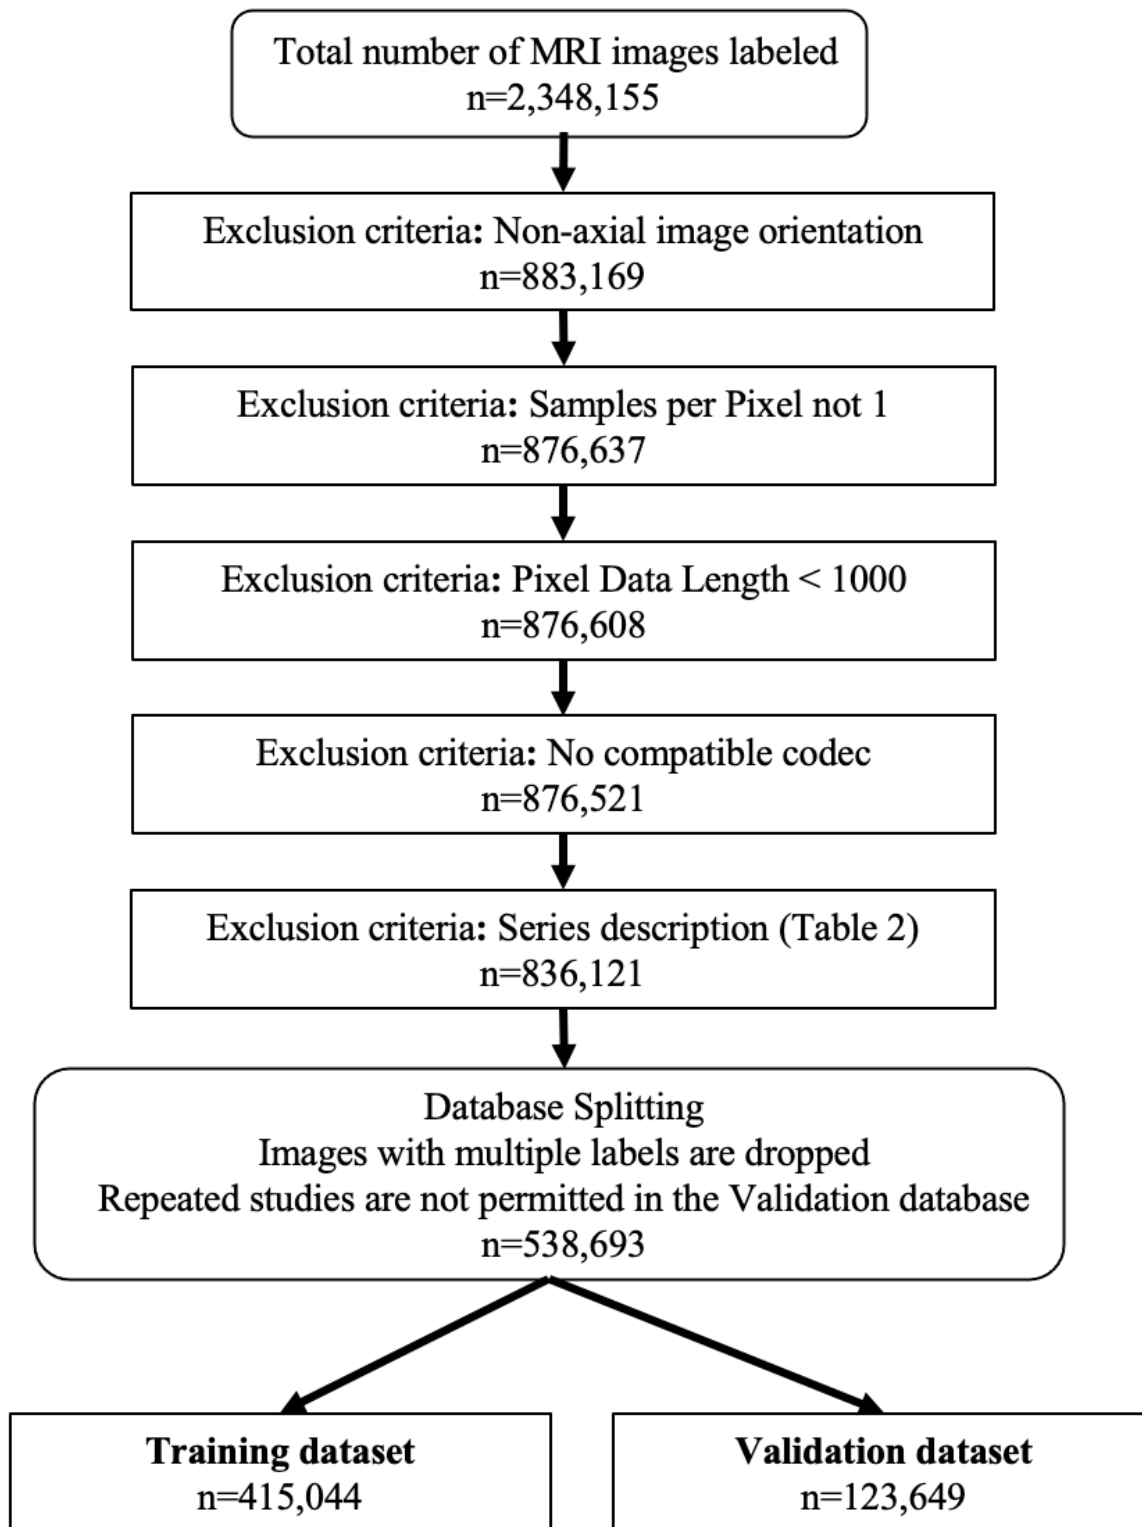 Total number of MRI images labeled
n=2,348,155
Exclusion criteria: Non-axial image orientation
n=883,169
Exclusion criteria: Samples per Pixel not 1
n=876,637
Exclusion criteria: Pixel Data Length < 1000
n=876,608
Exclusion criteria: No compatible codec
n=876,521
Exclusion criteria: Series description (Table 2)
n=836,121
Database Splitting
Images with multiple labels are dropped
Repeated studies are not permitted in the Validation database
n=538,693
Training dataset
n=415,044
Validation dataset
n=123,649